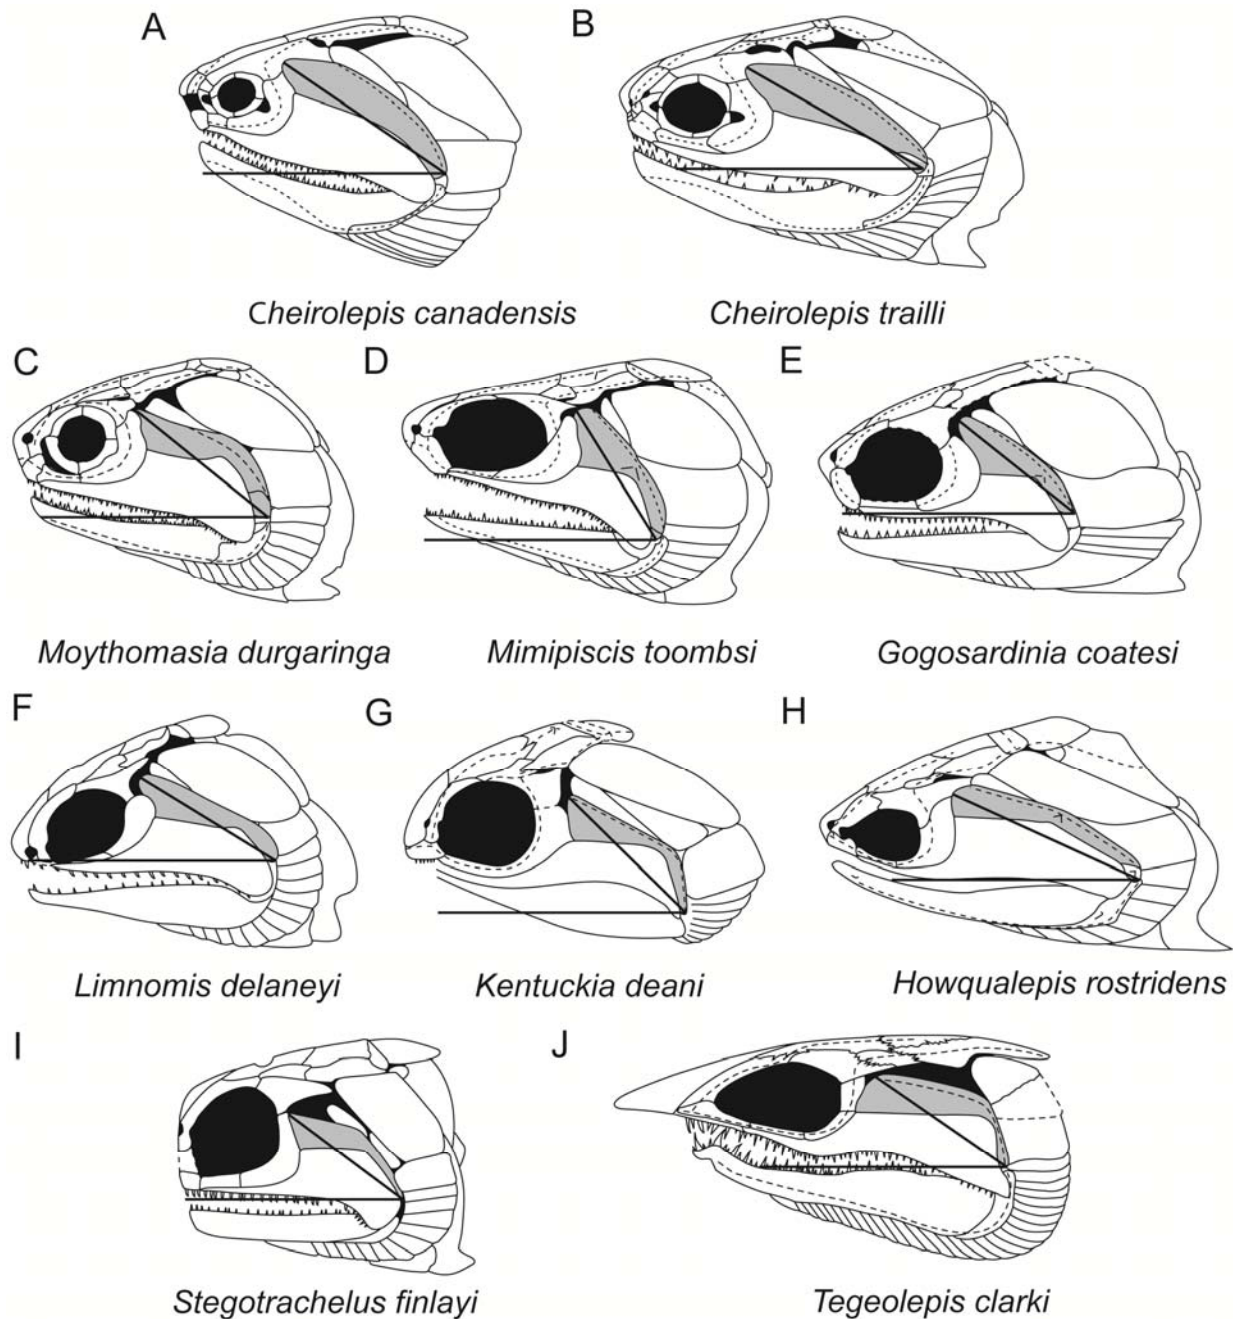 A
B
Cheirolepis canadensis
Cheirolepis trailli
C
D
E
Moythomasia durgaringa
Mimipiscis toombsi
Gogosardinia coatesi
F
G
H
Limnomis delaneyi
Kentuckia deani
Howqualepis rostridens
I
J
Stegotrachelus finlayi
Tegeolepis clarki